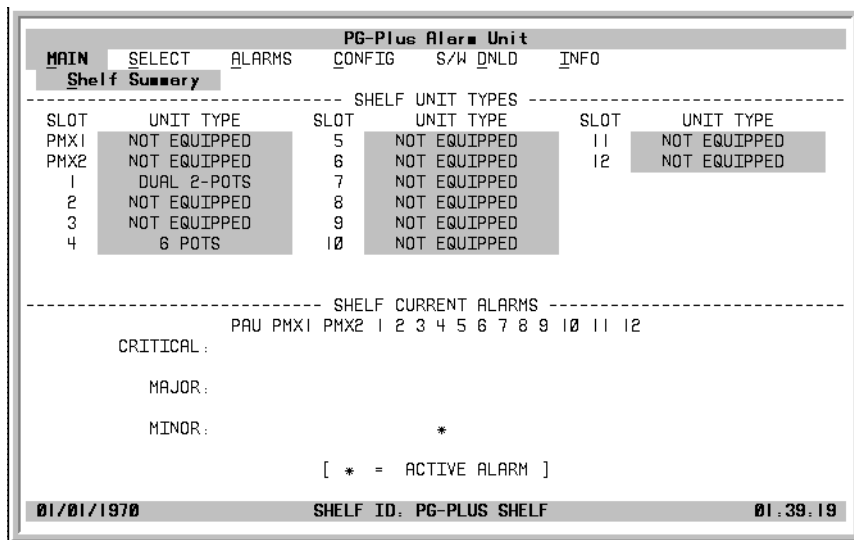 PG-Plus Alarm Unit
MAIN SELECT ALARMS CONFIG S/W DNLD INFO
Shelf Summary
------------------------------------- SHELF UNIT TYPES -------------------------------------
SLOT UNIT TYPE SLOT UNIT TYPE SLOT UNIT TYPE
PMX1 NOT EQUIPPED 5 NOT EQUIPPED 11 NOT EQUIPPED
PMX2 NOT EQUIPPED 6 NOT EQUIPPED 12 NOT EQUIPPED
1 DUAL 2-POTS 7 NOT EQUIPPED
2 NOT EQUIPPED 8 NOT EQUIPPED
3 NOT EQUIPPED 9 NOT EQUIPPED
4 6 POTS 10 NOT EQUIPPED
----------------------------------- SHELF CURRENT ALARMS -----------------------------------
PAU PMX1 PMX2 1 2 3 4 5 6 7 8 9 10 11 12
CRITICAL:
MAJOR:
MINOR: *
[ * = ACTIVE ALARM ]
01/01/1970 SHELF ID: PG-PLUS SHELF 01:39:19